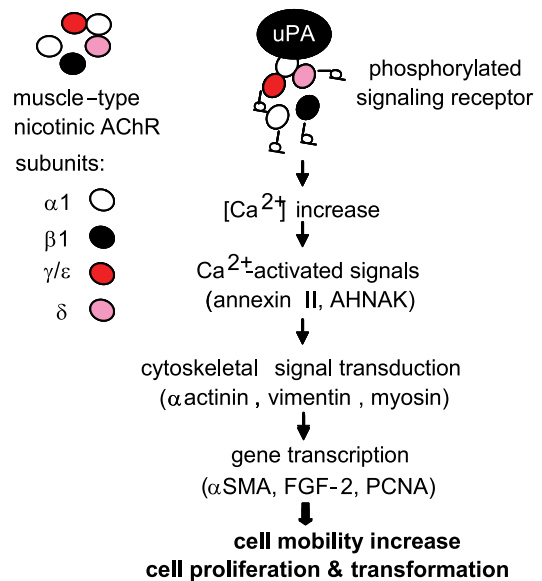 muscle-type
nicotinic AChR
subunits:
α1
β1
γ/ε
δ
uPA
phosphorylated
signaling receptor
p
p
p
p
[Ca2+] increase
Ca2+-activated signals
(annexin II, AHNAK)
cytoskeletal signal transduction
(αactinin , vimentin , myosin)
gene transcription
(αSMA, FGF-2, PCNA)
cell mobility increase
cell proliferation & transformation